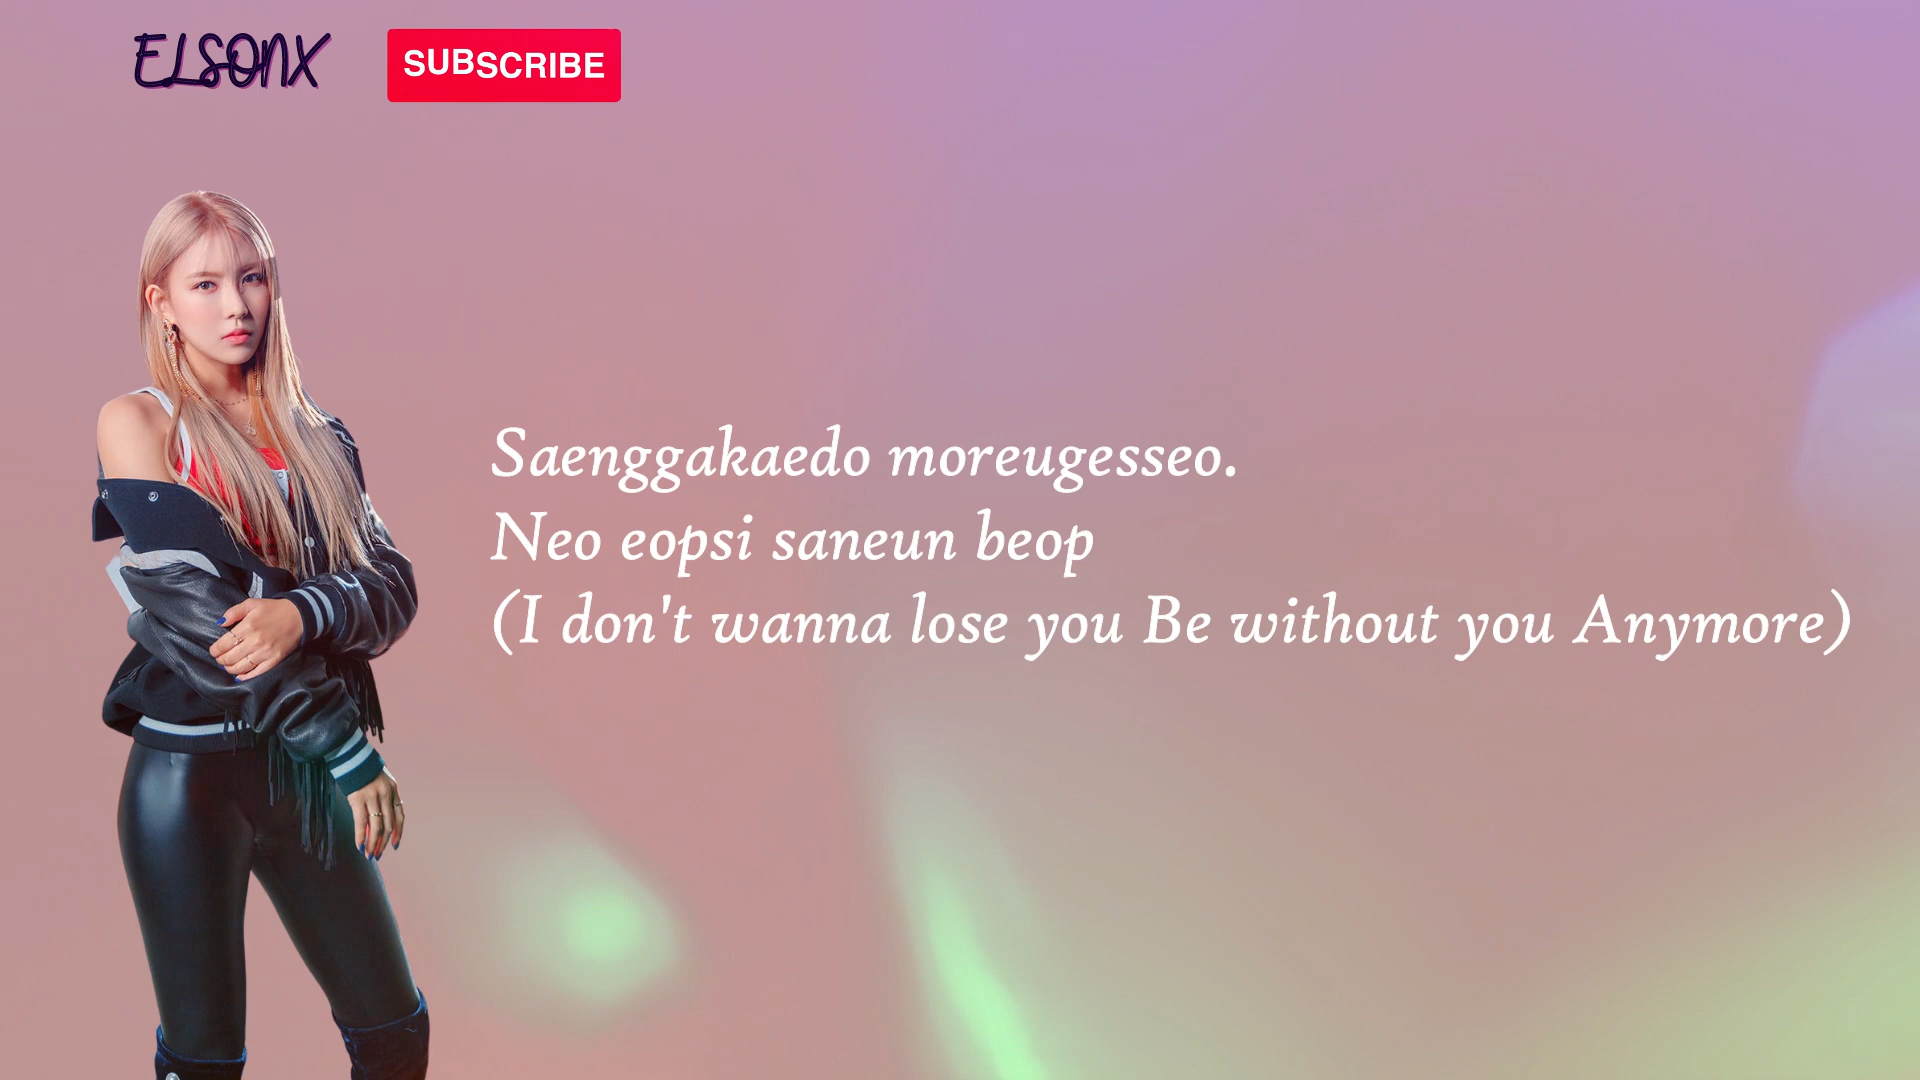 ELSONX
SUBSCRIBE
Saenggakaedo moreugesseo.
Neo eopsi saneun beop
(I don't wanna lose you Be without you Anymore)